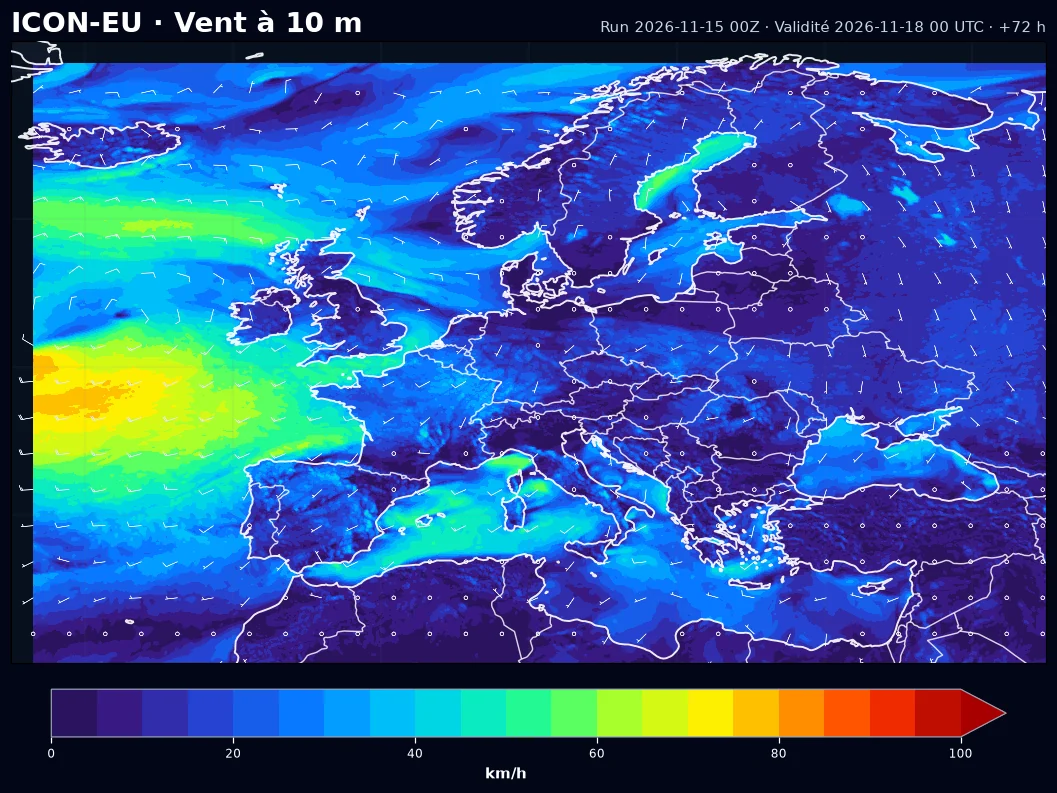 ICON-EU · Vent à 10 m
Run 2026-11-15 00Z · Validité 2026-11-18 00 UTC · +72 h
0 20 40 60 80 100
km/h